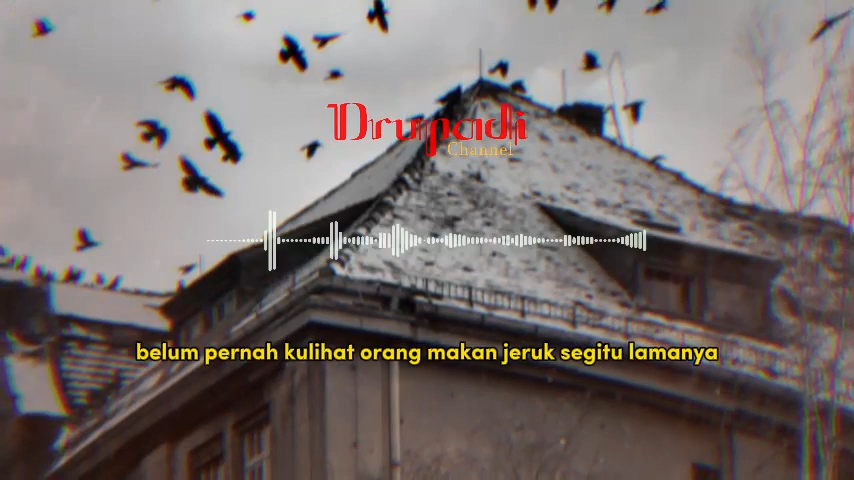 Drupadi
Channel
belum pernah kulihat orang makan jeruk segitu lamanya